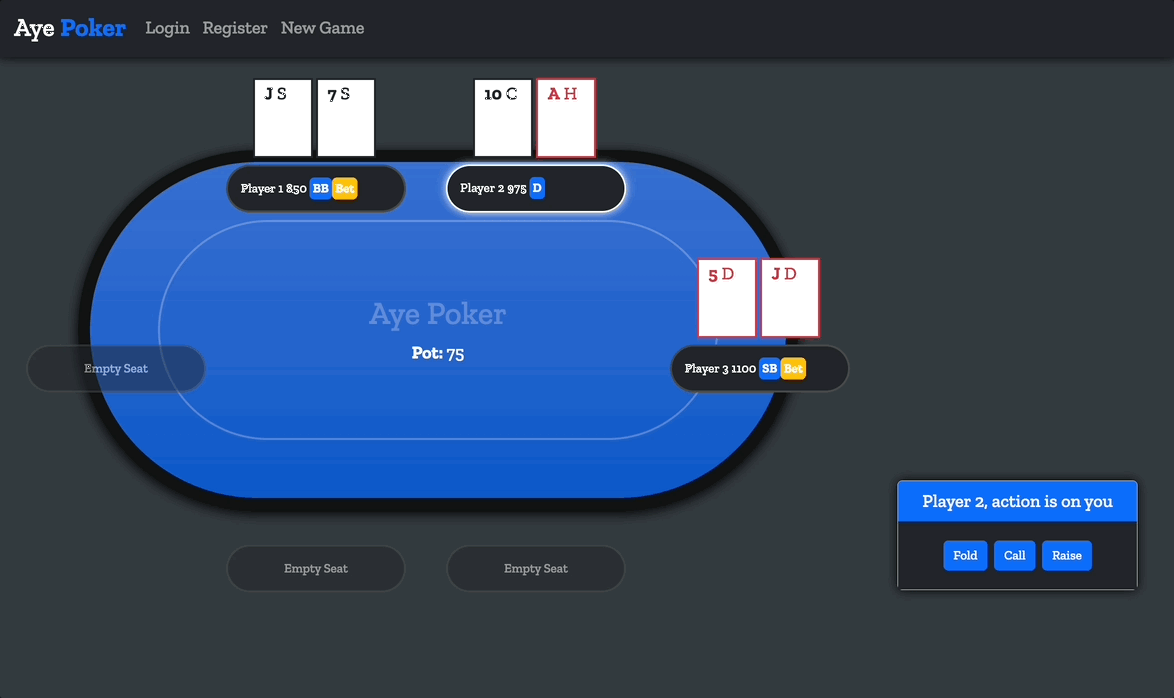 Aye Poker Login Register New Game
J S 7 S 10 C A H
Player 1 850 BB Bet Player 2 975 D
5 D J D
Aye Poker
Pot: 75
Empty Seat Player 3 1100 SB Bet
Player 2, action is on you
Fold Call Raise
Empty Seat Empty Seat